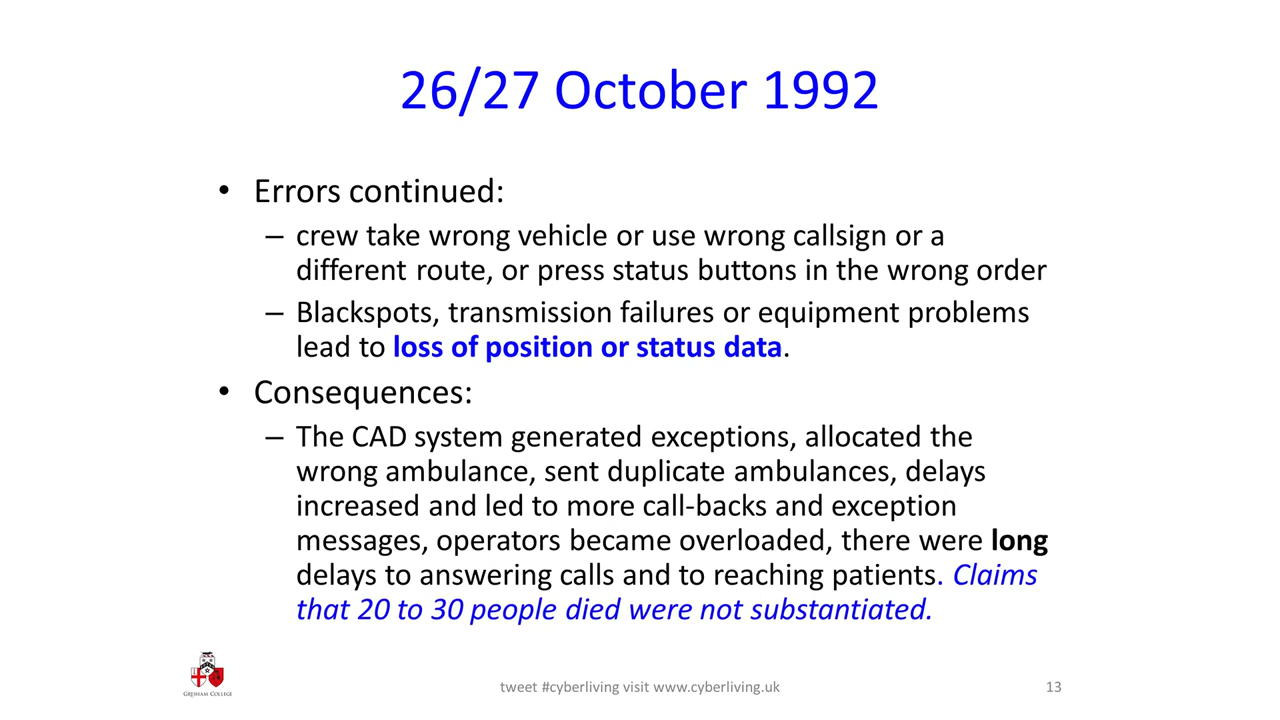 26/27 October 1992
• Errors continued:
– crew take wrong vehicle or use wrong callsign or a
different route, or press status buttons in the wrong order
– Blackspots, transmission failures or equipment problems
lead to loss of position or status data.
• Consequences:
– The CAD system generated exceptions, allocated the
wrong ambulance, sent duplicate ambulances, delays
increased and led to more call-backs and exception
messages, operators became overloaded, there were long
delays to answering calls and to reaching patients. Claims
that 20 to 30 people died were not substantiated.
GRESHAM COLLEGE
tweet #cyberliving visit www.cyberliving.uk
13